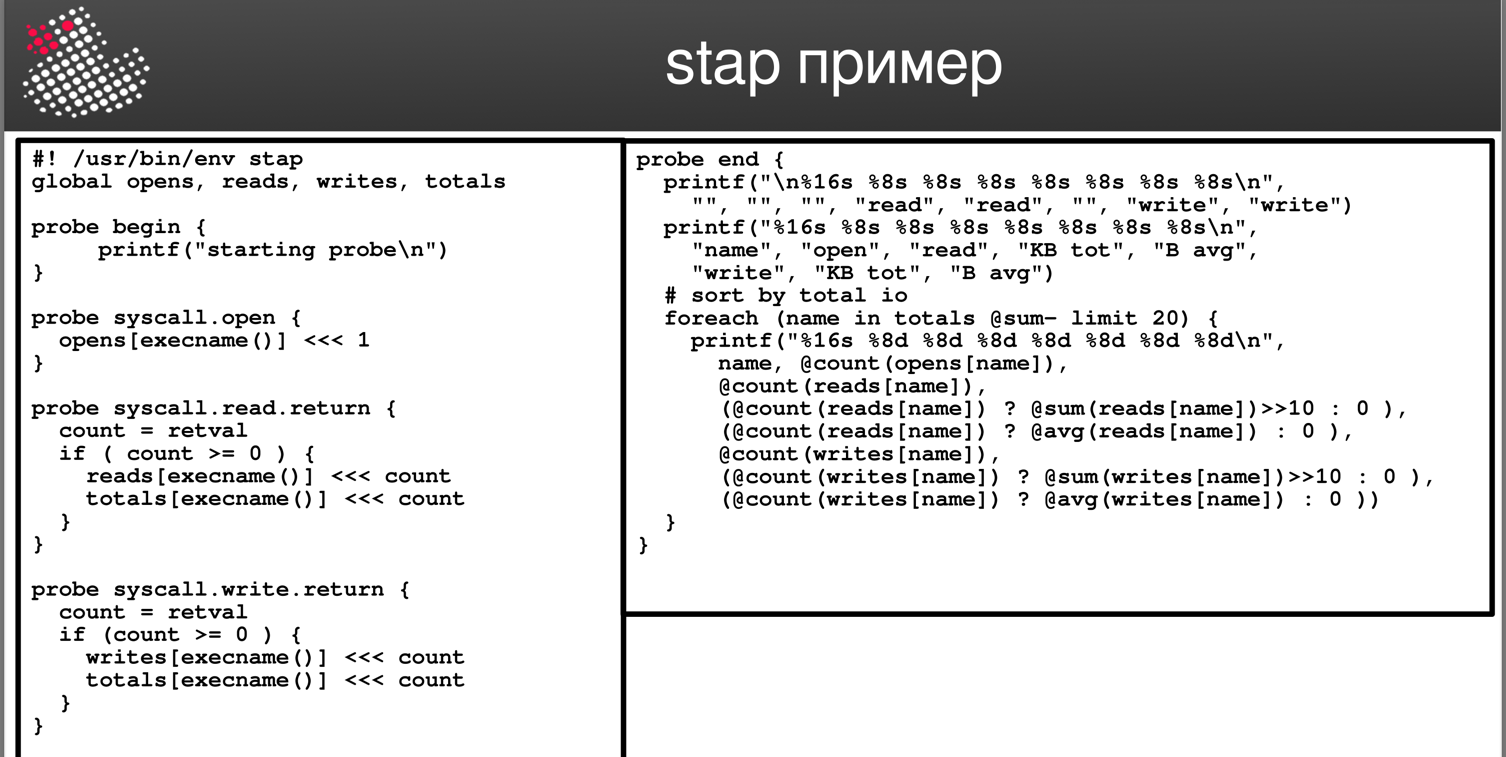 stap пример
#! /usr/bin/env stap
global opens, reads, writes, totals

probe begin {
     printf("starting probe\n")
}

probe syscall.open {
  opens[execname()] <<< 1
}

probe syscall.read.return {
  count = retval
  if ( count >= 0 ) {
    reads[execname()] <<< count
    totals[execname()] <<< count
  }
}

probe syscall.write.return {
  count = retval
  if (count >= 0 ) {
    writes[execname()] <<< count
    totals[execname()] <<< count
  }
}
probe end {
  printf("\n%16s %8s %8s %8s %8s %8s %8s %8s\n",
    "", "", "", "read", "read", "", "write", "write")
  printf("%16s %8s %8s %8s %8s %8s %8s %8s\n",
    "name", "open", "read", "KB tot", "B avg",
    "write", "KB tot", "B avg")
  # sort by total io
  foreach (name in totals @sum- limit 20) {
    printf("%16s %8d %8d %8d %8d %8d %8d %8d\n",
      name, @count(opens[name]),
      @count(reads[name]),
      (@count(reads[name]) ? @sum(reads[name])>>10 : 0 ),
      (@count(reads[name]) ? @avg(reads[name]) : 0 ),
      @count(writes[name]),
      (@count(writes[name]) ? @sum(writes[name])>>10 : 0 ),
      (@count(writes[name]) ? @avg(writes[name]) : 0 ))
  }
}